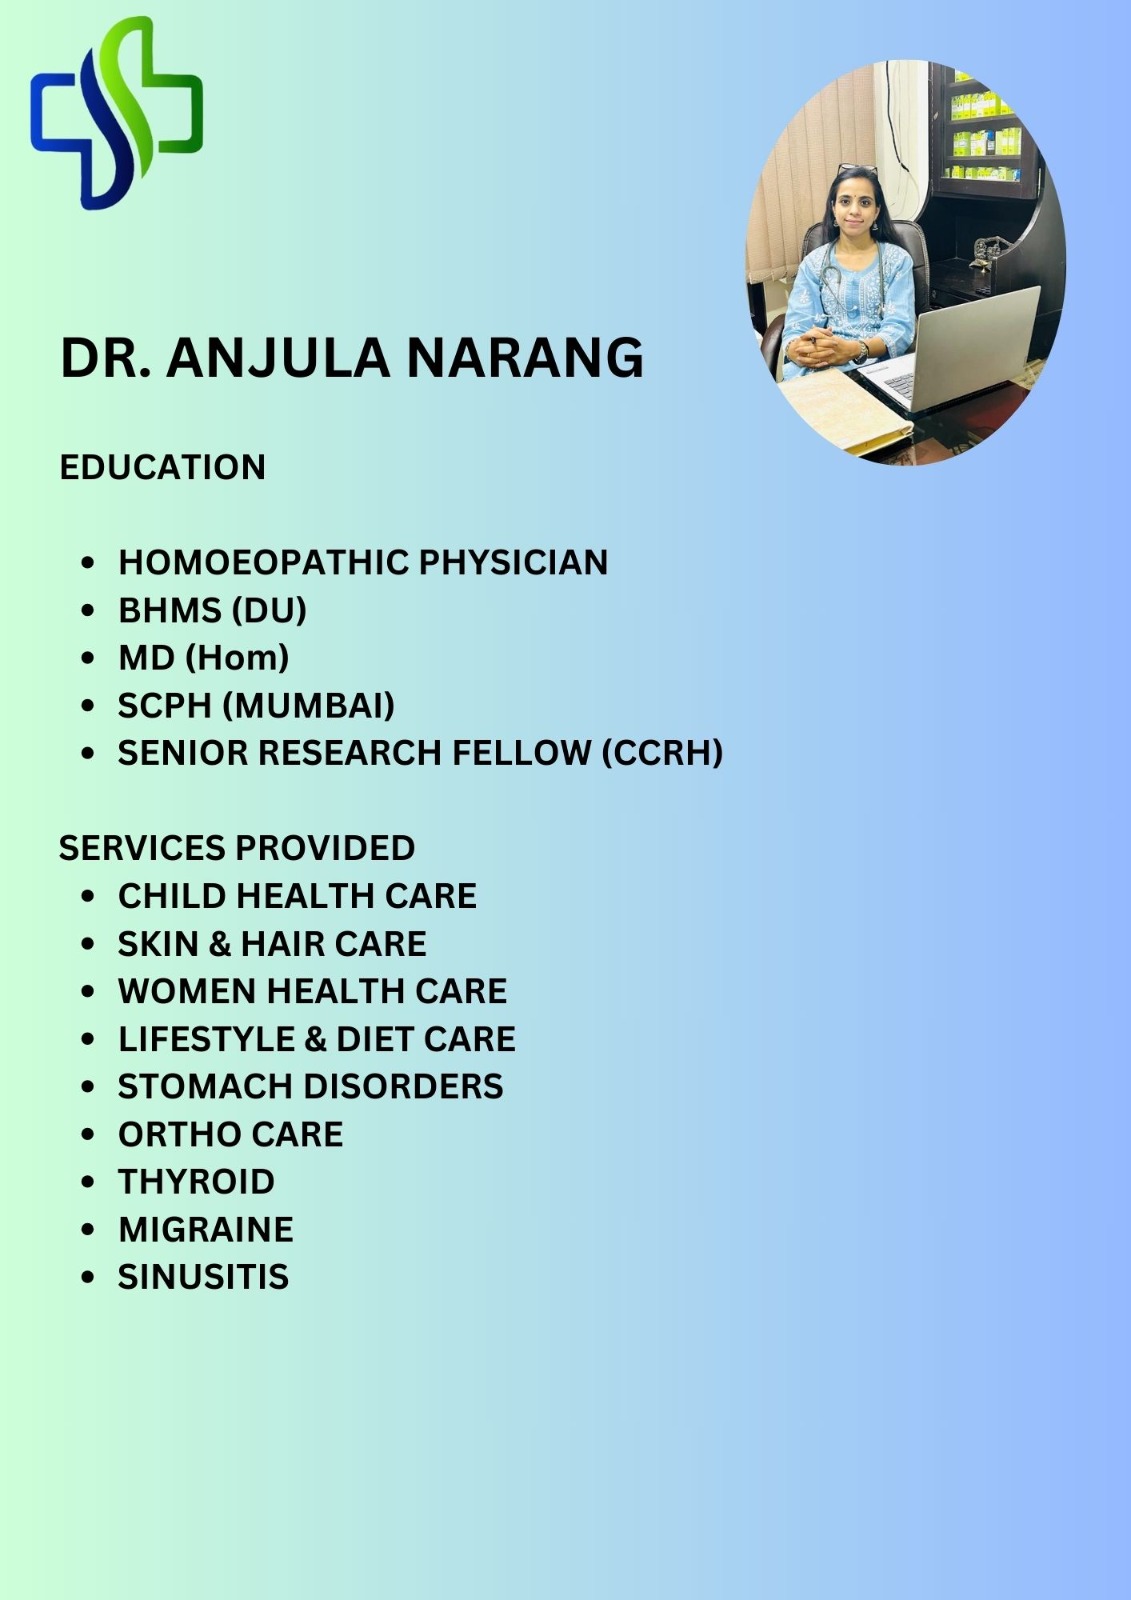 DR. ANJULA NARANG
EDUCATION
• HOMOEOPATHIC PHYSICIAN
• BHMS (DU)
• MD (Hom)
• SCPH (MUMBAI)
• SENIOR RESEARCH FELLOW (CCRH)
SERVICES PROVIDED
• CHILD HEALTH CARE
• SKIN & HAIR CARE
• WOMEN HEALTH CARE
• LIFESTYLE & DIET CARE
• STOMACH DISORDERS
• ORTHO CARE
• THYROID
• MIGRAINE
• SINUSITIS